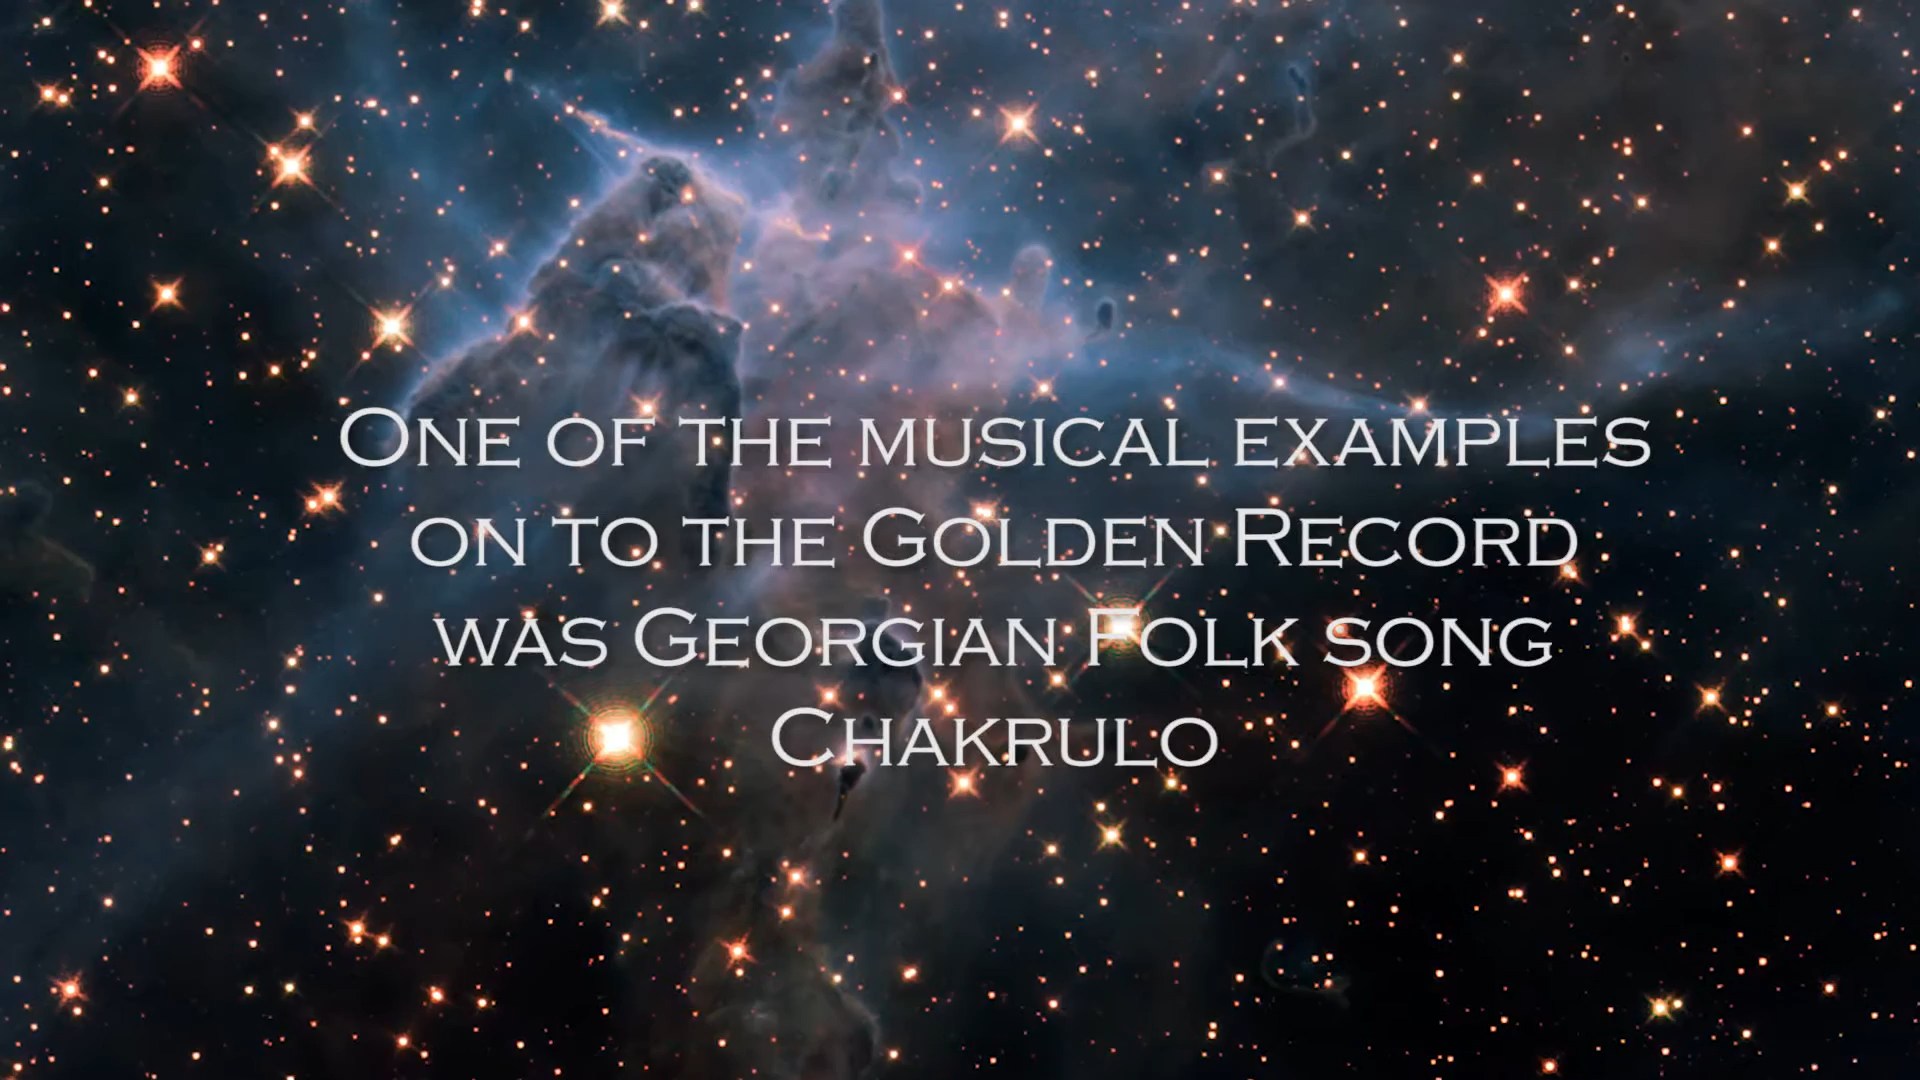 One of the musical examples
on to the Golden Record
was Georgian Folk song
Chakrulo